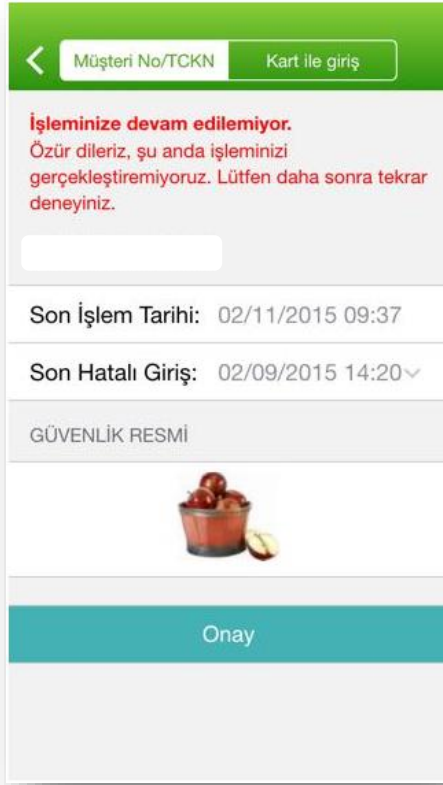 Müşteri No/TCKN
Kart ile giriş
İşleminize devam edilemiyor.
Özür dileriz, şu anda işleminizi
gerçekleştiremiyoruz. Lütfen daha sonra tekrar
deneyiniz.
Son İşlem Tarihi: 02/11/2015 09:37
Son Hatalı Giriş: 02/09/2015 14:20
GÜVENLİK RESMİ
Onay